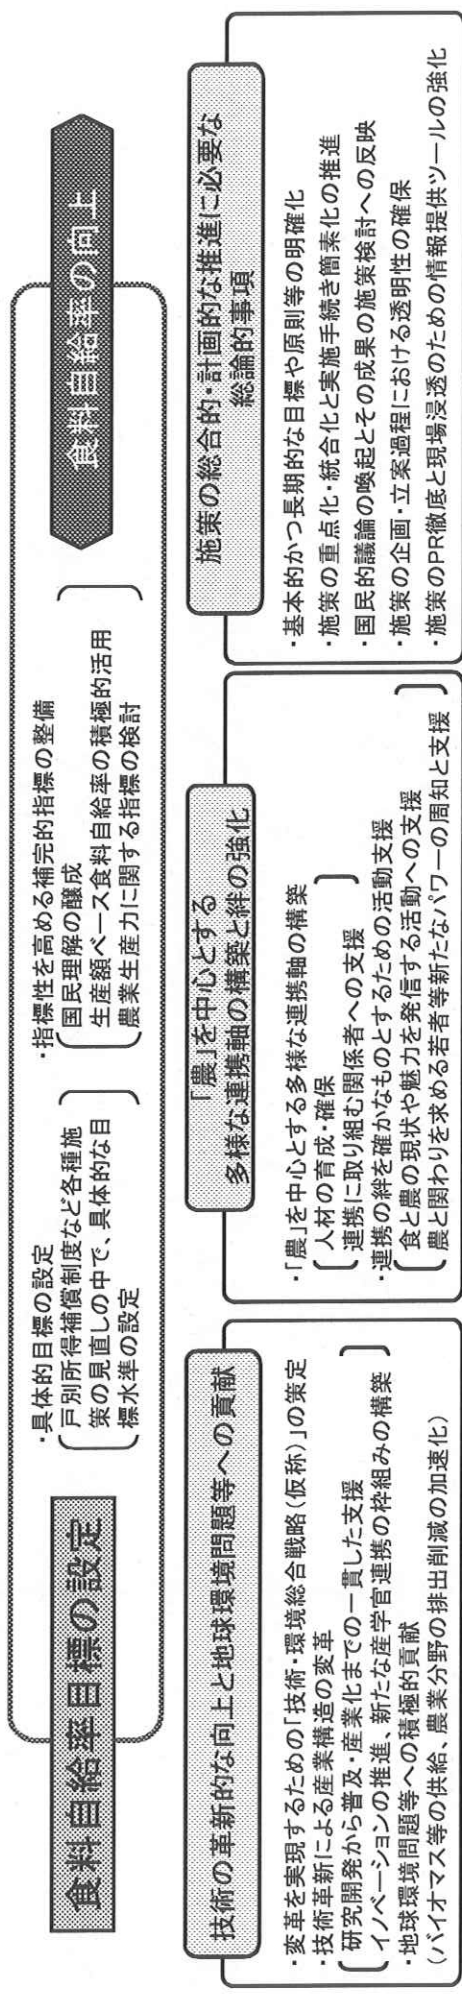 食料自給率目標の設定
・具体的目標の設定
戸別所得補償制度など各種施
策の見直しの中で、具体的な目
標水準の設定
・指標性を高める補完的指標の整備
国民理解の醸成
生産額ベース食料自給率の積極的活用
農業生産力に関する指標の検討
食料自給率の向上
技術の革新的な向上と地球環境問題等への貢献
・変革を実現するための「技術・環境総合戦略(仮称)」の策定
・技術革新による産業構造の変革
研究開発から普及・産業化までの一貫した支援
イノベーションの推進、新たな産学官連携の枠組みの構築
・地球環境問題等への積極的貢献
(バイオマス等の供給、農業分野の排出削減の加速化)
「農」を中心とする
多様な連携軸の構築と絆の強化
・「農」を中心とする多様な連携軸の構築
人材の育成・確保
連携に取り組む関係者への支援
・連携の絆を確かなものとするための活動支援
食と農の現状や魅力を発信する活動への支援
農と関わりを求める若者等新たなパワーの周知と支援
施策の総合的・計画的な推進に必要な
総論的事項
・基本的かつ長期的な目標や原則等の明確化
・施策の重点化・統合化と実施手続き簡素化の推進
・国民的議論の喚起とその成果の施策検討への反映
・施策の企画・立案過程における透明性の確保
・施策のPR徹底と現場浸透のための情報提供ツールの強化